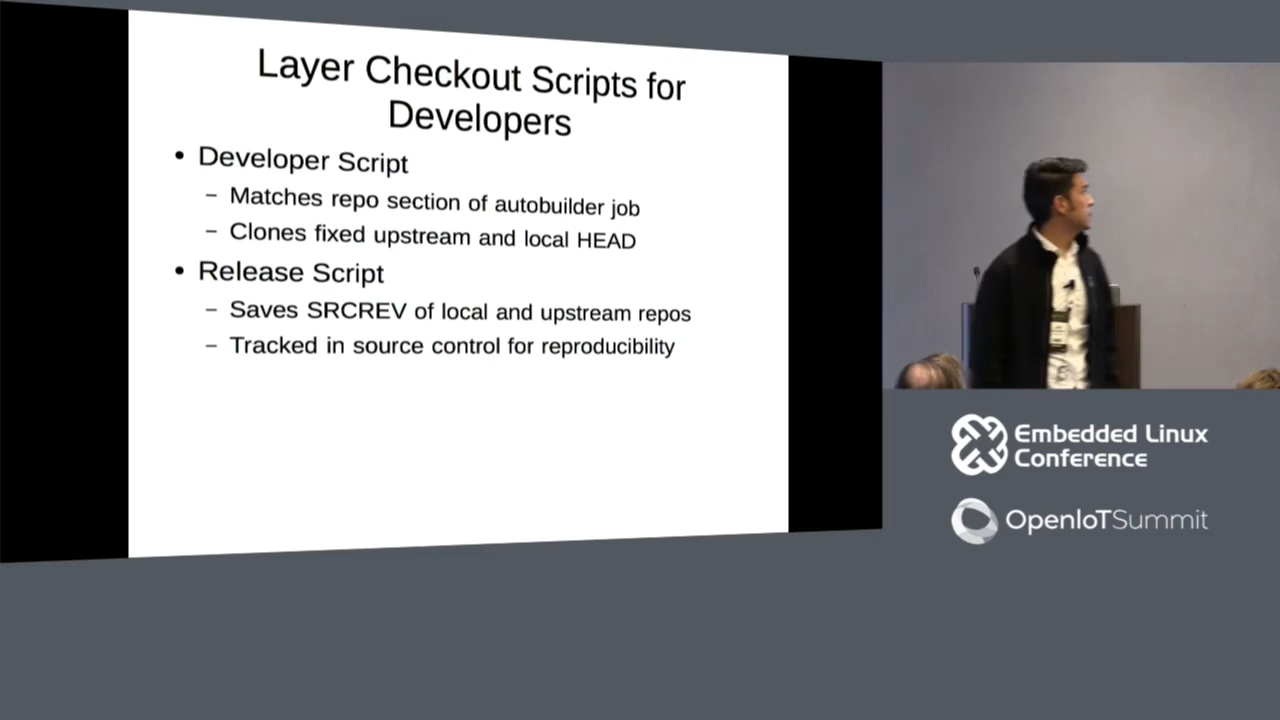 Layer Checkout Scripts for
Developers
• Developer Script
– Matches repo section of autobuilder job
– Clones fixed upstream and local HEAD
• Release Script
– Saves SRCREV of local and upstream repos
– Tracked in source control for reproducibility
Embedded Linux
Conference
OpenIoTSummit